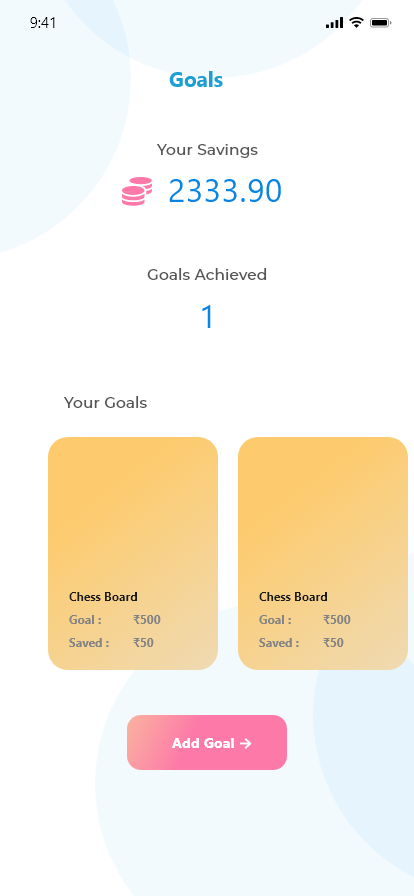 9:41
Goals
Your Savings
2333.90
Goals Achieved
1
Your Goals
Chess Board
Goal : ₹500
Saved : ₹50
Chess Board
Goal : ₹500
Saved : ₹50
Add Goal →